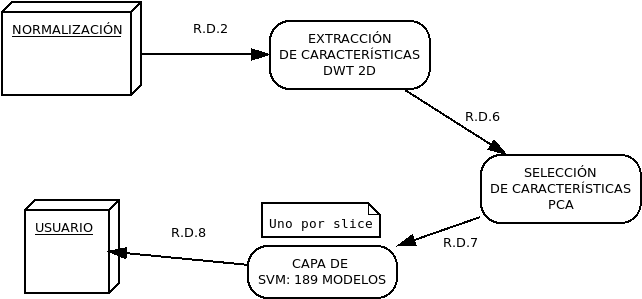 NORMALIZACIÓN
R.D.2
EXTRACCIÓN
DE CARACTERÍSTICAS
DWT 2D
R.D.6
SELECCIÓN
DE CARACTERÍSTICAS
PCA
R.D.7
Uno por slice
CAPA DE
SVM: 189 MODELOS
R.D.8
USUARIO